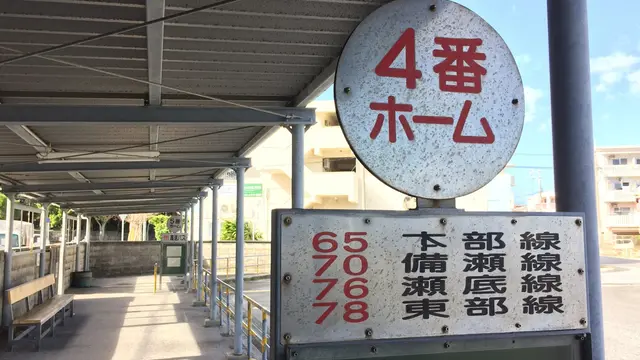 4番
ホーム
65 本部線
70 備瀬線
76 瀬底線
78 東部線